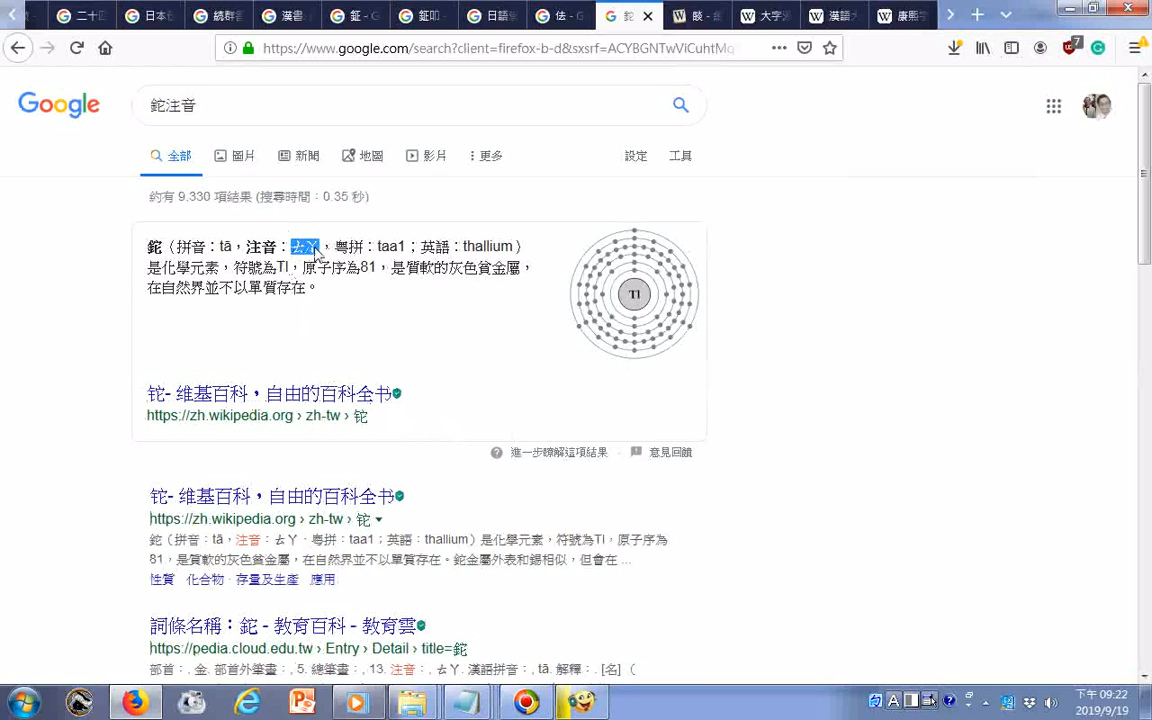 二十四
日本七
續群書
漢書
鉦 - G
鉦叩 -
日語學
佉 - G
鉈
睒 - 
大字
漢語大
康熙字
https://www.google.com/search?client=firefox-b-d&sxsrf=ACYBGNTwViCuhtMq
7
Google
鉈注音
全部 圖片 新聞 地圖 影片 更多 設定 工具
約有 9,330 項結果 (搜尋時間：0.35 秒)
鉈（拼音：tā，注音：ㄊㄚ，粵拼：taa1；英語：thallium）
是化學元素，符號為Tl，原子序為81，是質軟的灰色貧金屬，
在自然界並不以單質存在。
Tl
铊- 维基百科，自由的百科全书
https://zh.wikipedia.org › zh-tw › 铊
進一步瞭解這項結果 意見回饋
铊- 维基百科，自由的百科全书
https://zh.wikipedia.org › zh-tw › 铊
鉈（拼音：tā，注音：ㄊㄚ，粵拼：taa1；英語：thallium）是化學元素，符號為Tl，原子序為
81，是質軟的灰色貧金屬，在自然界並不以單質存在。鉈金屬外表和錫相似，但會在 ...
性質 · 化合物 · 存量及生產 · 應用
詞條名稱：鉈 - 教育百科 - 教育雲
https://pedia.cloud.edu.tw › Entry › Detail › title=鉈
部首：, 金. 部首外筆畫：, 5. 總筆畫：, 13. 注音：, ㄊㄚ. 漢語拼音：, tā. 解釋：. [名] （
下午 09:22
2019/9/19